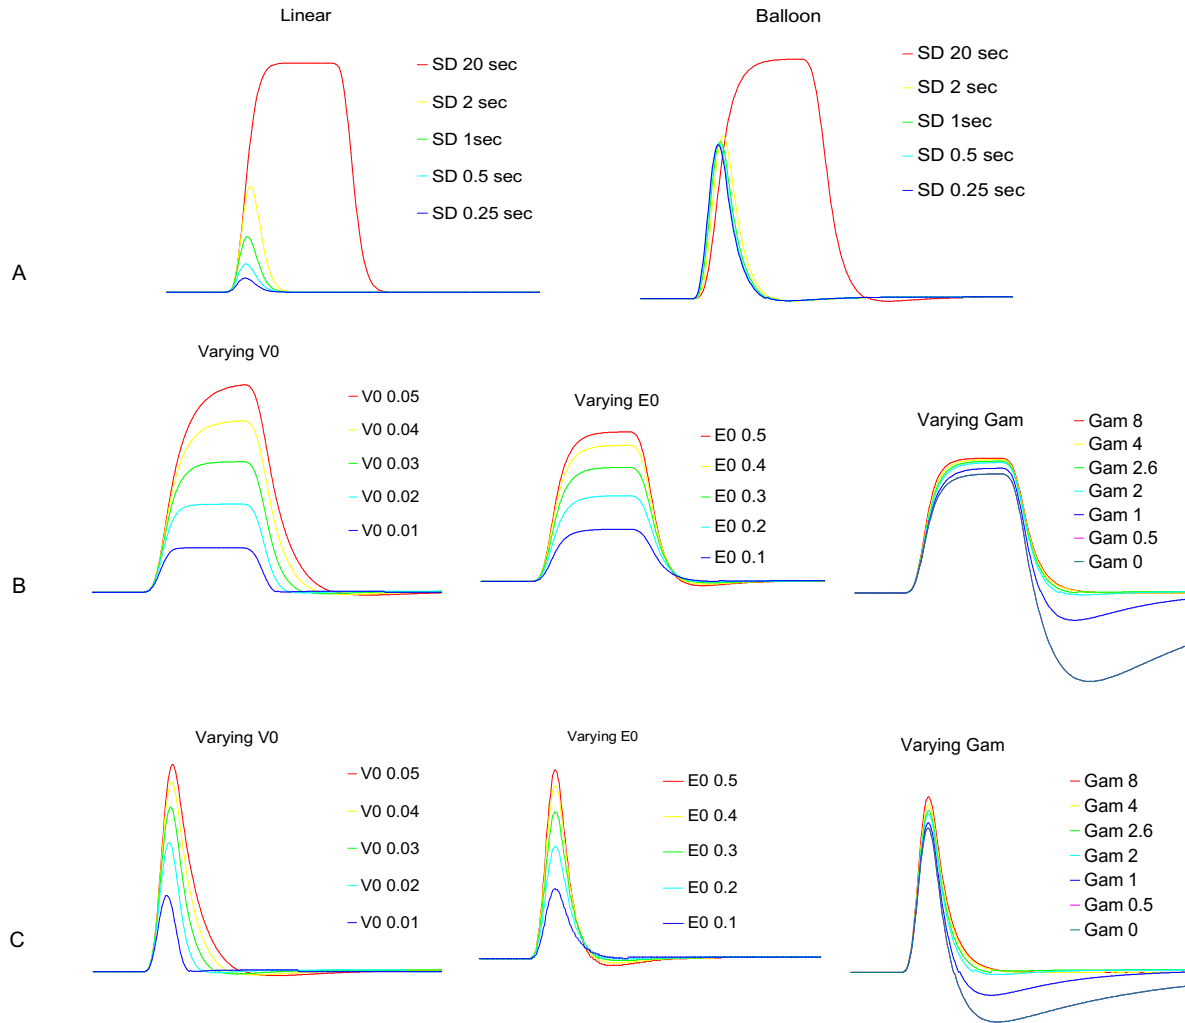 Linear
SD 20 sec
SD 2 sec
SD 1sec
SD 0.5 sec
SD 0.25 sec
Balloon
SD 20 sec
SD 2 sec
SD 1sec
SD 0.5 sec
SD 0.25 sec
A
Varying V0
V0 0.05
V0 0.04
V0 0.03
V0 0.02
V0 0.01
Varying E0
E0 0.5
E0 0.4
E0 0.3
E0 0.2
E0 0.1
Varying Gam
Gam 8
Gam 4
Gam 2.6
Gam 2
Gam 1
Gam 0.5
Gam 0
B
Varying V0
V0 0.05
V0 0.04
V0 0.03
V0 0.02
V0 0.01
Varying E0
E0 0.5
E0 0.4
E0 0.3
E0 0.2
E0 0.1
Varying Gam
Gam 8
Gam 4
Gam 2.6
Gam 2
Gam 1
Gam 0.5
Gam 0
C